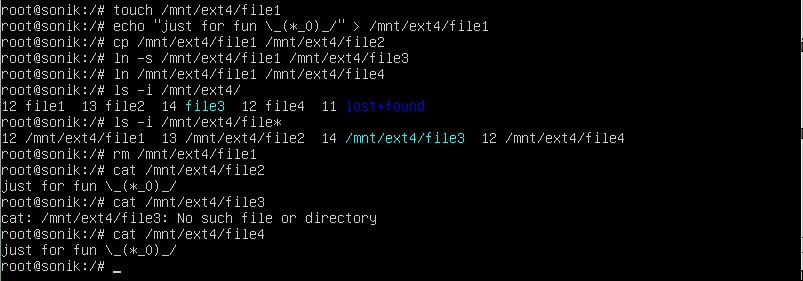 root@sonik:/# touch /mnt/ext4/file1
root@sonik:/# echo "just for fun \_(*_0)_/" > /mnt/ext4/file1
root@sonik:/# cp /mnt/ext4/file1 /mnt/ext4/file2
root@sonik:/# ln -s /mnt/ext4/file1 /mnt/ext4/file3
root@sonik:/# ln /mnt/ext4/file1 /mnt/ext4/file4
root@sonik:/# ls -i /mnt/ext4/
12 file1  13 file2  14 file3  12 file4  11 lost+found
root@sonik:/# ls -i /mnt/ext4/file*
12 /mnt/ext4/file1  13 /mnt/ext4/file2  14 /mnt/ext4/file3  12 /mnt/ext4/file4
root@sonik:/# rm /mnt/ext4/file1
root@sonik:/# cat /mnt/ext4/file2
just for fun \_(*_0)_/
root@sonik:/# cat /mnt/ext4/file3
cat: /mnt/ext4/file3: No such file or directory
root@sonik:/# cat /mnt/ext4/file4
just for fun \_(*_0)_/
root@sonik:/# _